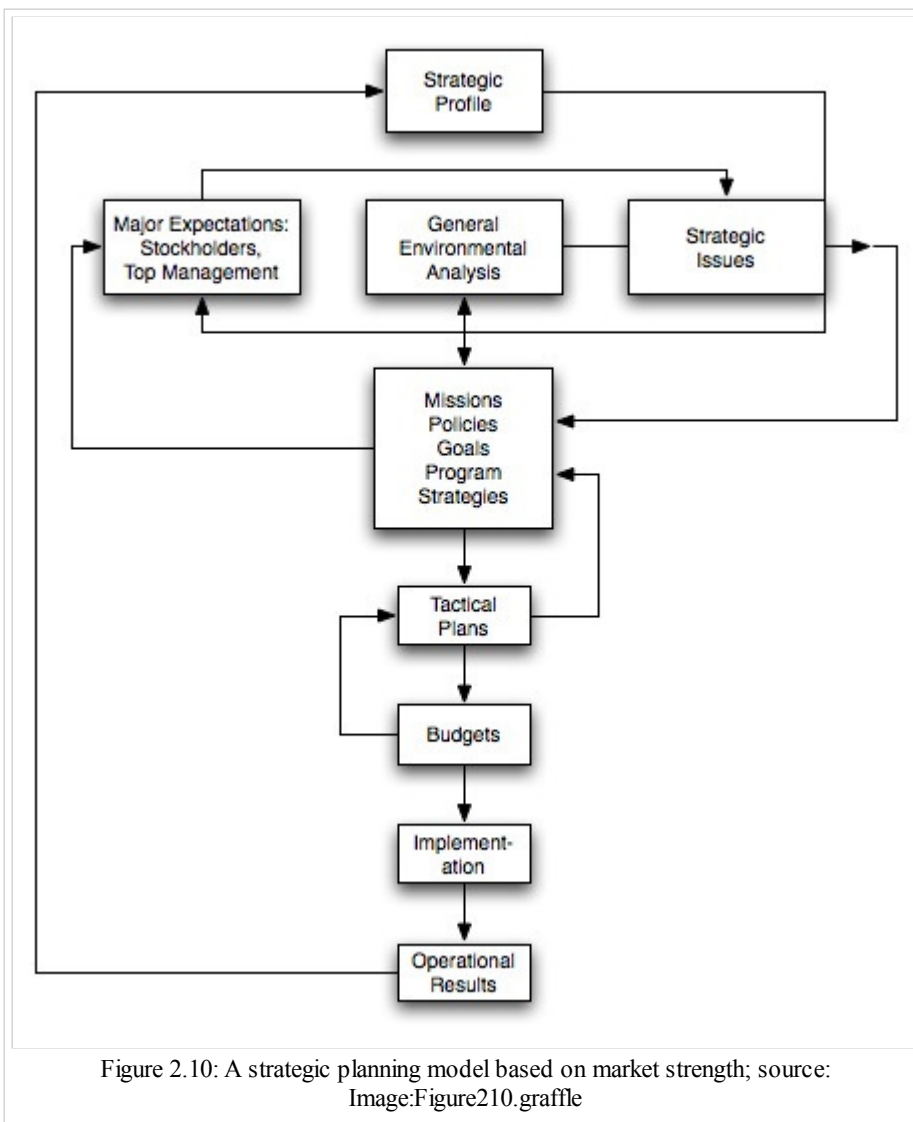 Strategic
Profile
Major Expectations:
Stockholders,
Top Management
General
Environmental
Analysis
Strategic
Issues
Missions
Policies
Goals
Program
Strategies
Tactical
Plans
Budgets
Implement-
ation
Operational
Results
Figure 2.10: A strategic planning model based on market strength; source:
Image:Figure210.graffle